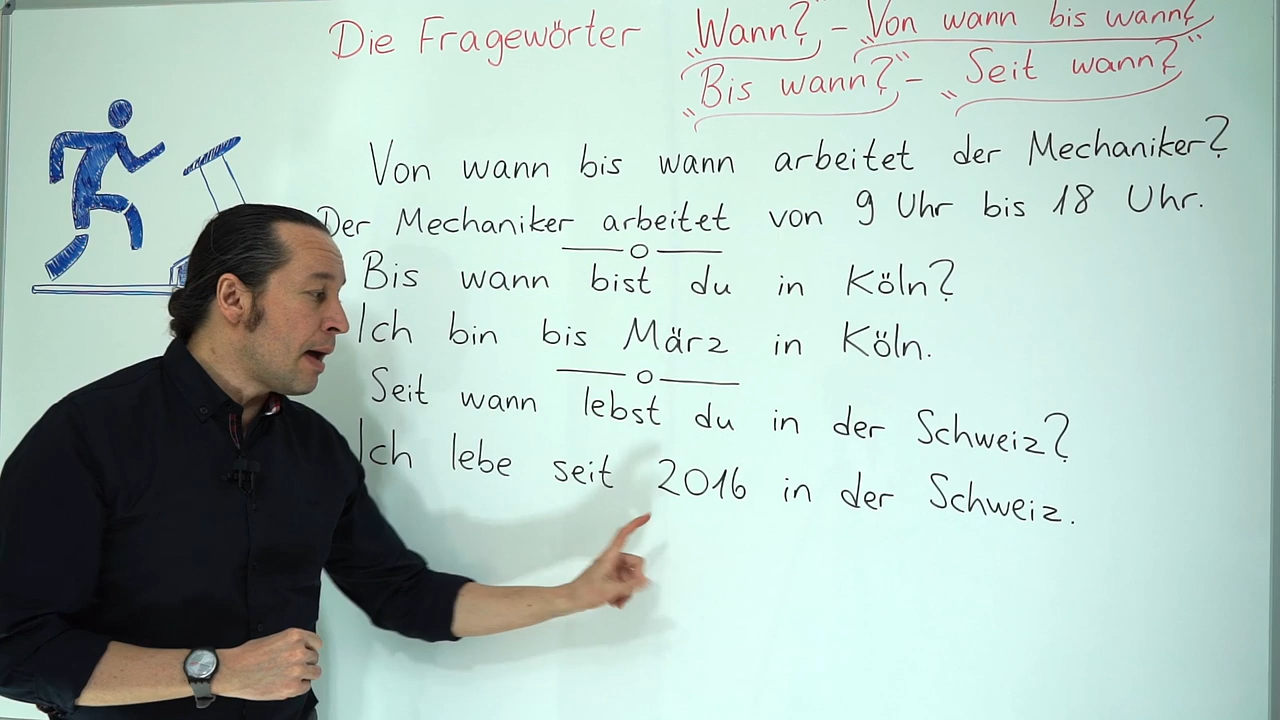 Die Fragewörter „Wann?“ – „Von wann bis wann?“
„Bis wann?“ – „Seit wann?“
Von wann bis wann arbeitet der Mechaniker?
Der Mechaniker arbeitet von 9 Uhr bis 18 Uhr.
Bis wann bist du in Köln?
Ich bin bis März in Köln.
Seit wann lebst du in der Schweiz?
Ich lebe seit 2016 in der Schweiz.